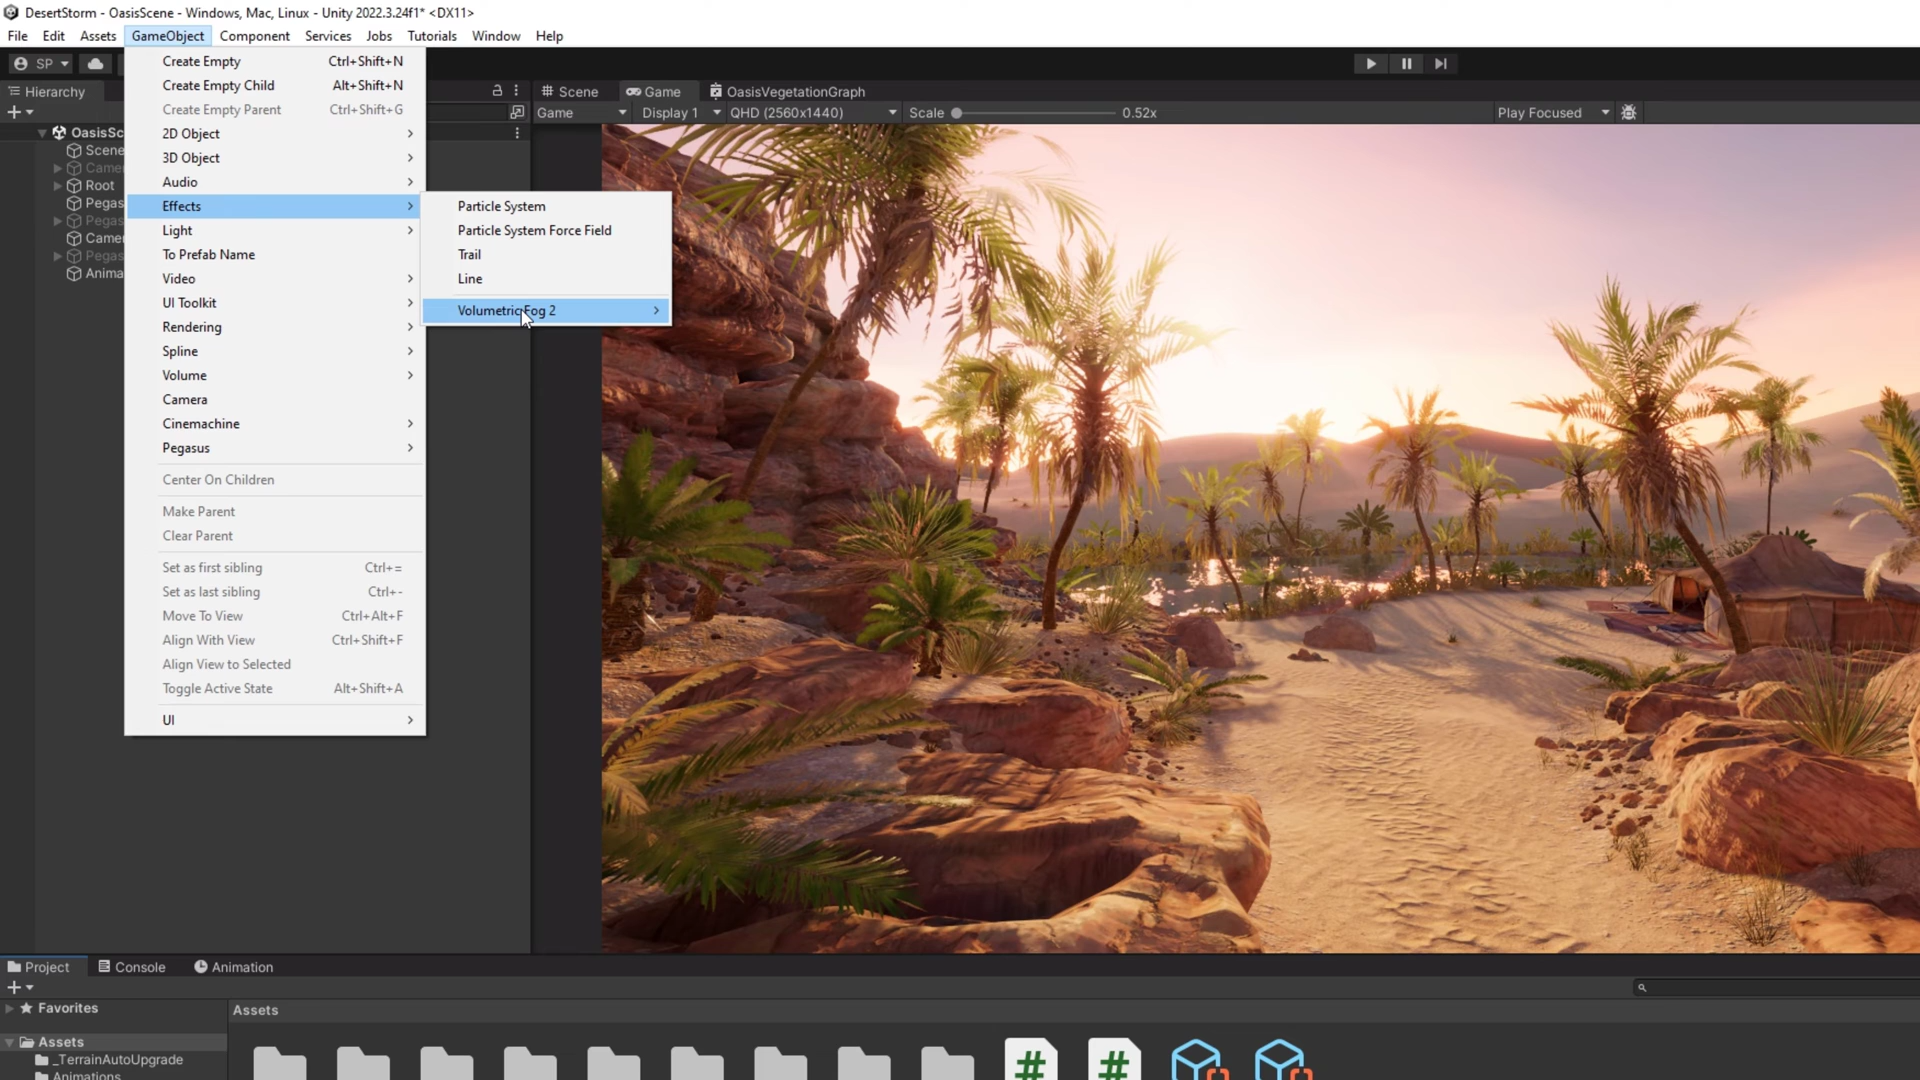 DesertStorm - OasisScene - Windows, Mac, Linux - Unity 2022.3.24f1* <DX11>
File Edit Assets GameObject Component Services Jobs Tutorials Window Help
SP
Hierarchy
OasisSc
Scene
Came
Root
Pegas
Pegas
Came
Pegas
Anima
Create Empty Ctrl+Shift+N
Create Empty Child Alt+Shift+N
Create Empty Parent Ctrl+Shift+G
2D Object
3D Object
Audio
Effects
Light
To Prefab Name
Video
UI Toolkit
Rendering
Spline
Volume
Camera
Cinemachine
Pegasus
Center On Children
Make Parent
Clear Parent
Set as first sibling Ctrl+=
Set as last sibling Ctrl+-
Move To View Ctrl+Alt+F
Align With View Ctrl+Shift+F
Align View to Selected
Toggle Active State Alt+Shift+A
UI
Particle System
Particle System Force Field
Trail
Line
Volumetric Fog 2
Scene Game OasisVegetationGraph
Game Display 1 QHD (2560x1440) Scale 0.52x Play Focused
Project Console Animation
Favorites
Assets
_TerrainAutoUpgrade
Animations
Assets